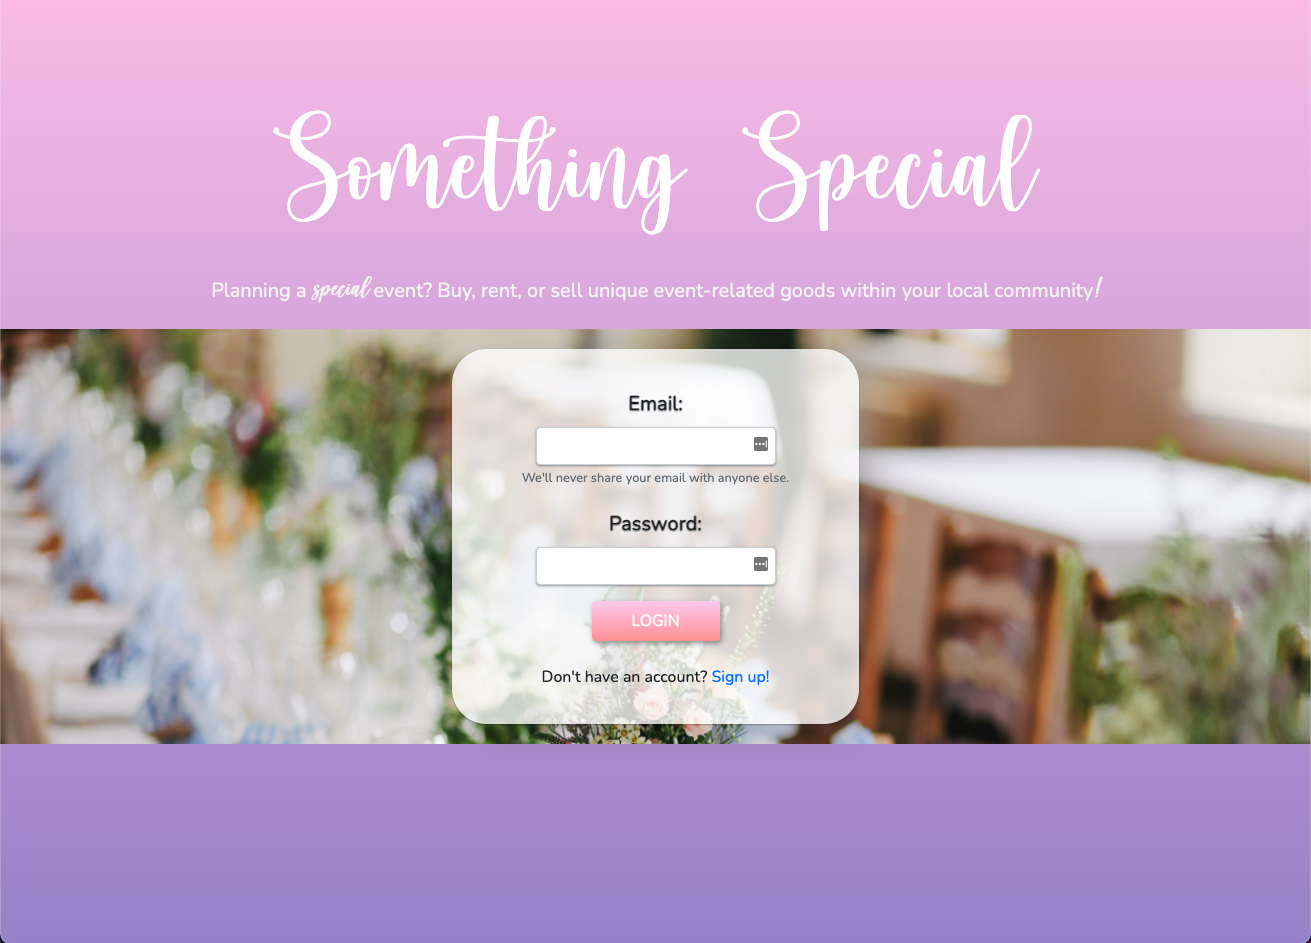 Something Special
Planning a special event? Buy, rent, or sell unique event-related goods within your local community!
Email:
We'll never share your email with anyone else.
Password:
LOGIN
Don't have an account? Sign up!